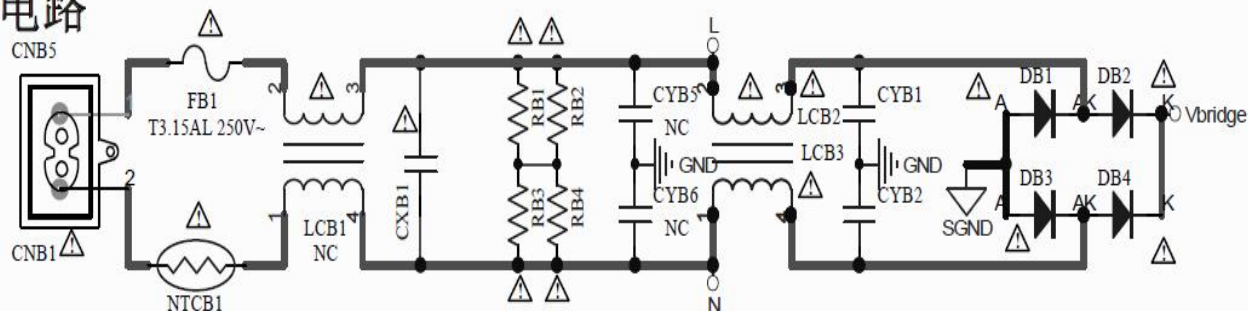 电路
CNB5
CNB1
1
2
FB1
T3.15AL 250V~
NTCB1
2
3
1
4
LCB1
NC
CXB1
RB1
RB2
RB3
RB4
CYB5
NC
CYB6
NC
GND
L
N
2
3
1
4
LCB2
LCB3
CYB1
CYB2
GND
SGND
DB1
DB2
A
AK
K
Vbridge
DB3
DB4
A
AK
K